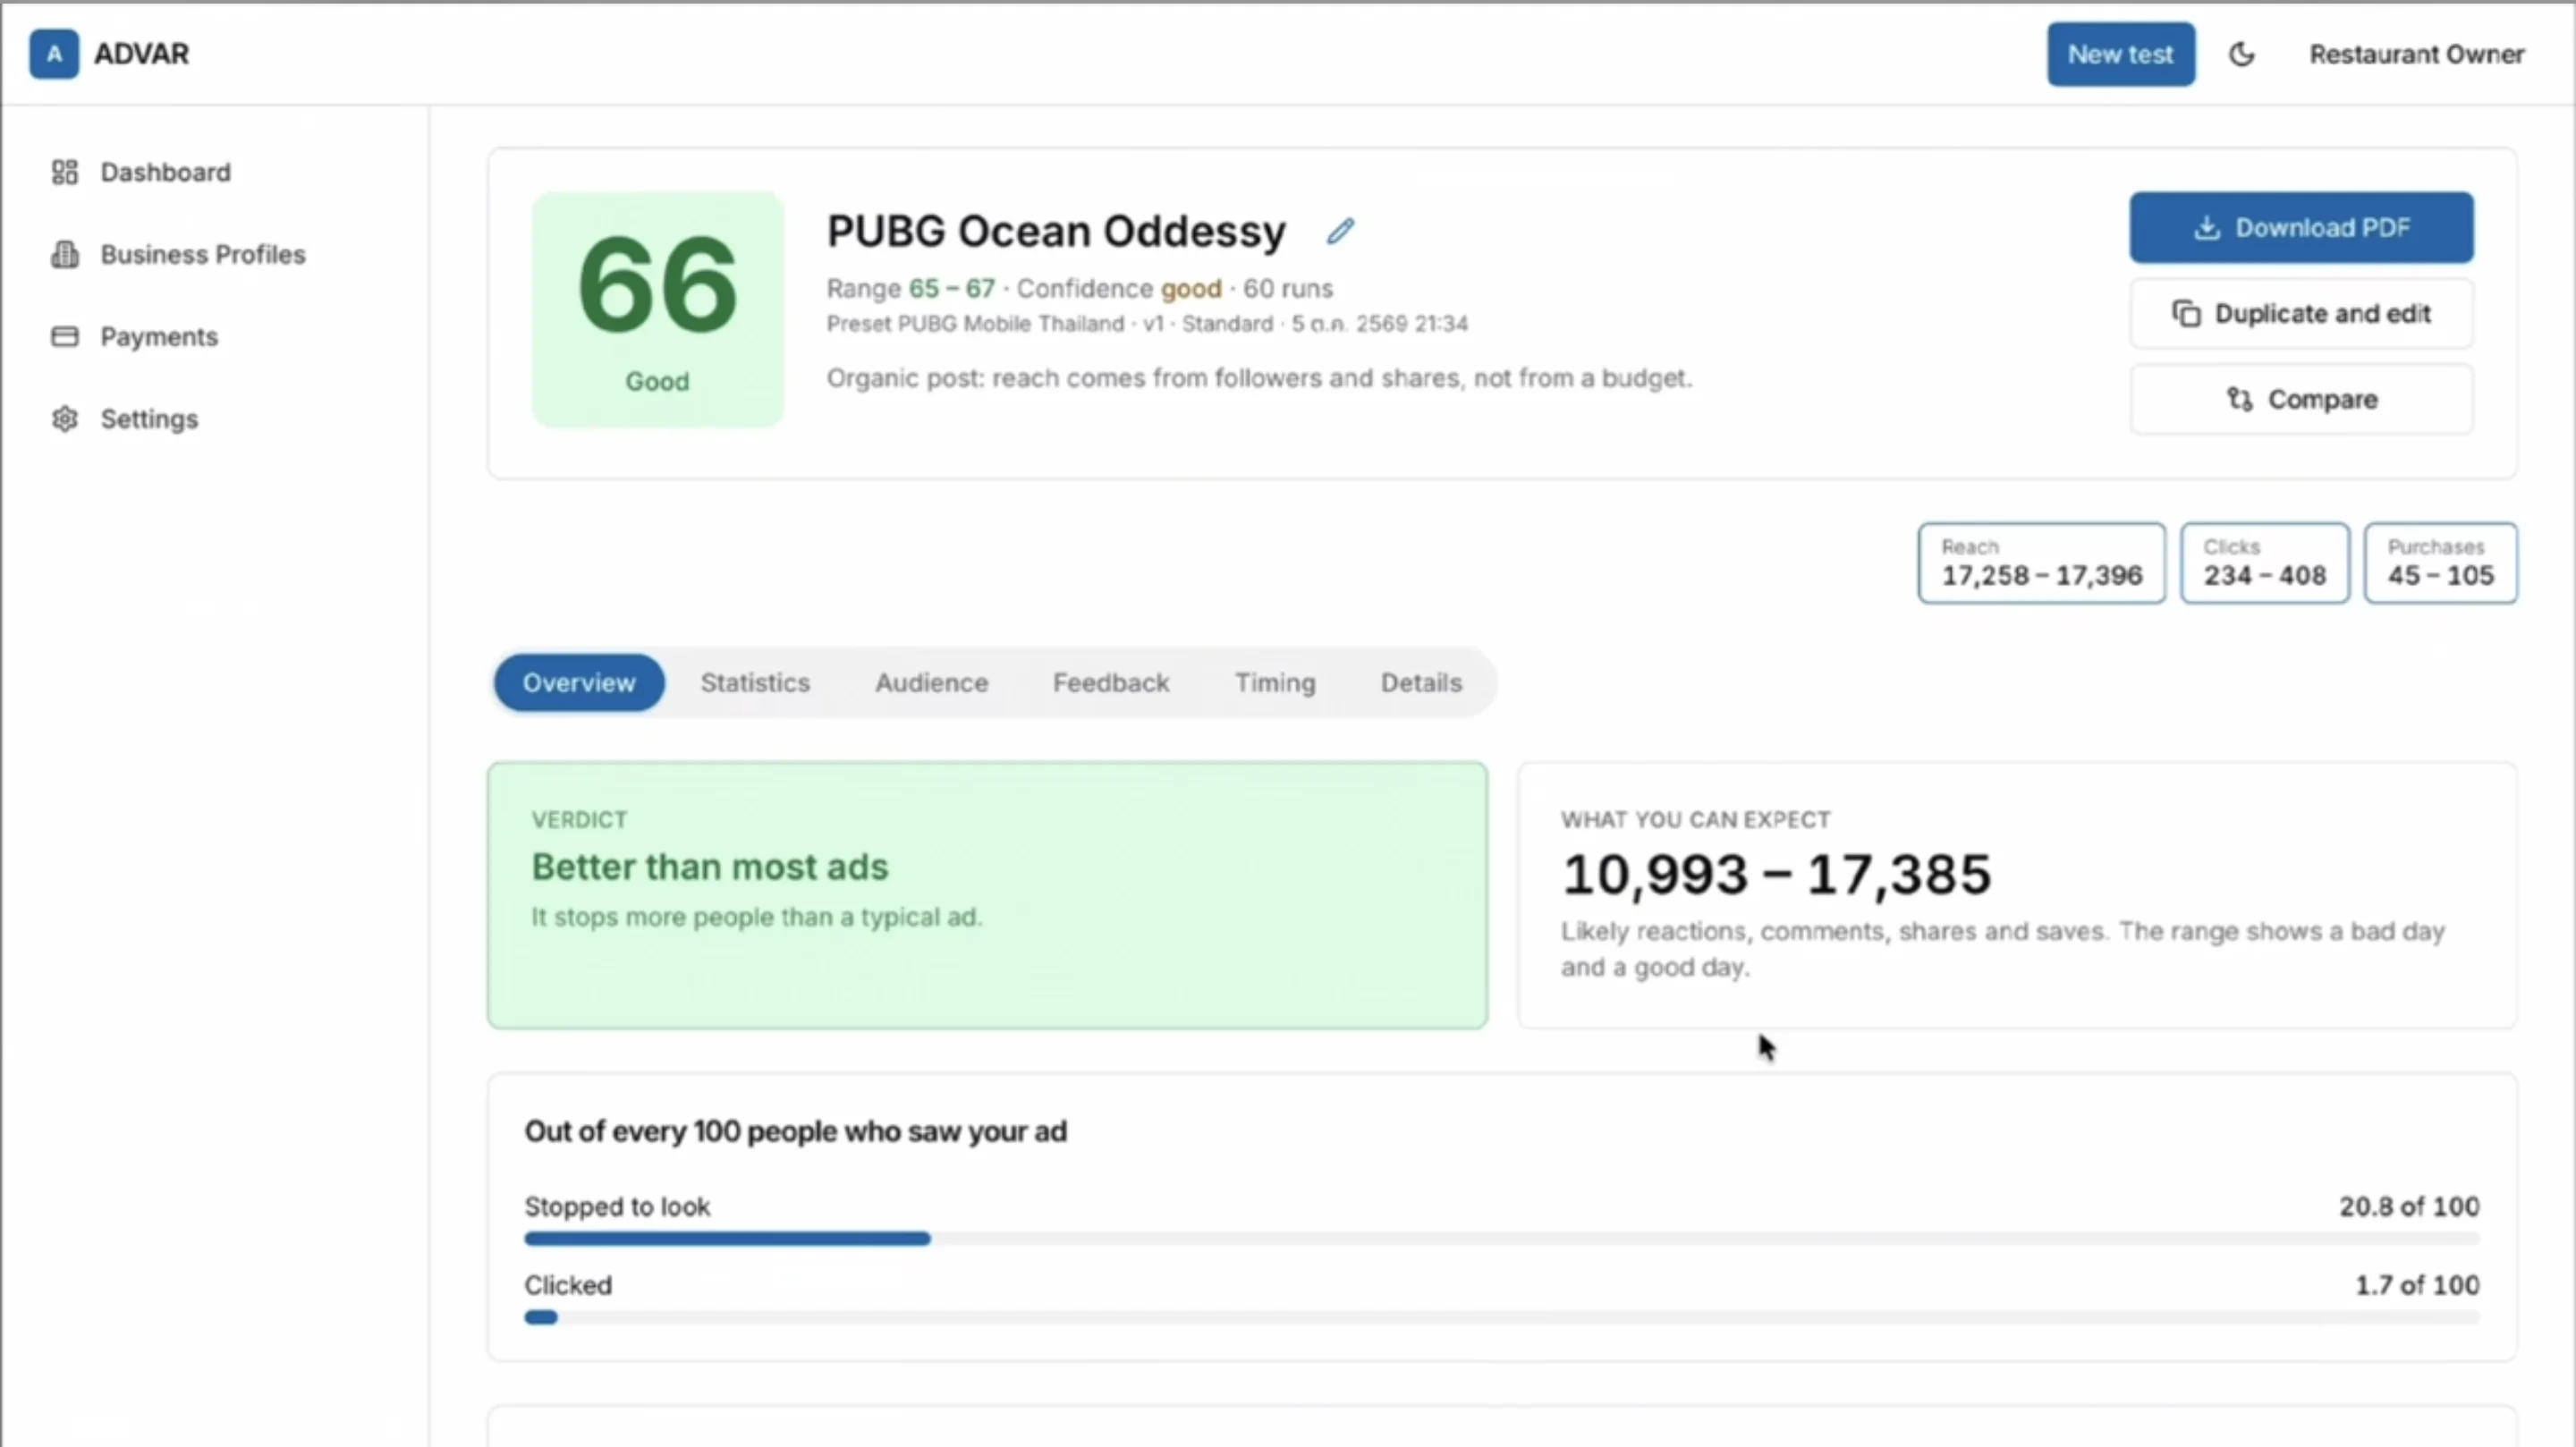 A ADVAR
New test
Restaurant Owner
Dashboard
Business Profiles
Payments
Settings
66
Good
PUBG Ocean Oddessy
Range 65 – 67 · Confidence good · 60 runs
Preset PUBG Mobile Thailand · v1 · Standard · 5 ต.ค. 2569 21:34
Organic post: reach comes from followers and shares, not from a budget.
Download PDF
Duplicate and edit
Compare
Reach
17,258 – 17,396
Clicks
234 – 408
Purchases
45 – 105
Overview
Statistics
Audience
Feedback
Timing
Details
VERDICT
Better than most ads
It stops more people than a typical ad.
WHAT YOU CAN EXPECT
10,993 – 17,385
Likely reactions, comments, shares and saves. The range shows a bad day
and a good day.
Out of every 100 people who saw your ad
Stopped to look
20.8 of 100
Clicked
1.7 of 100